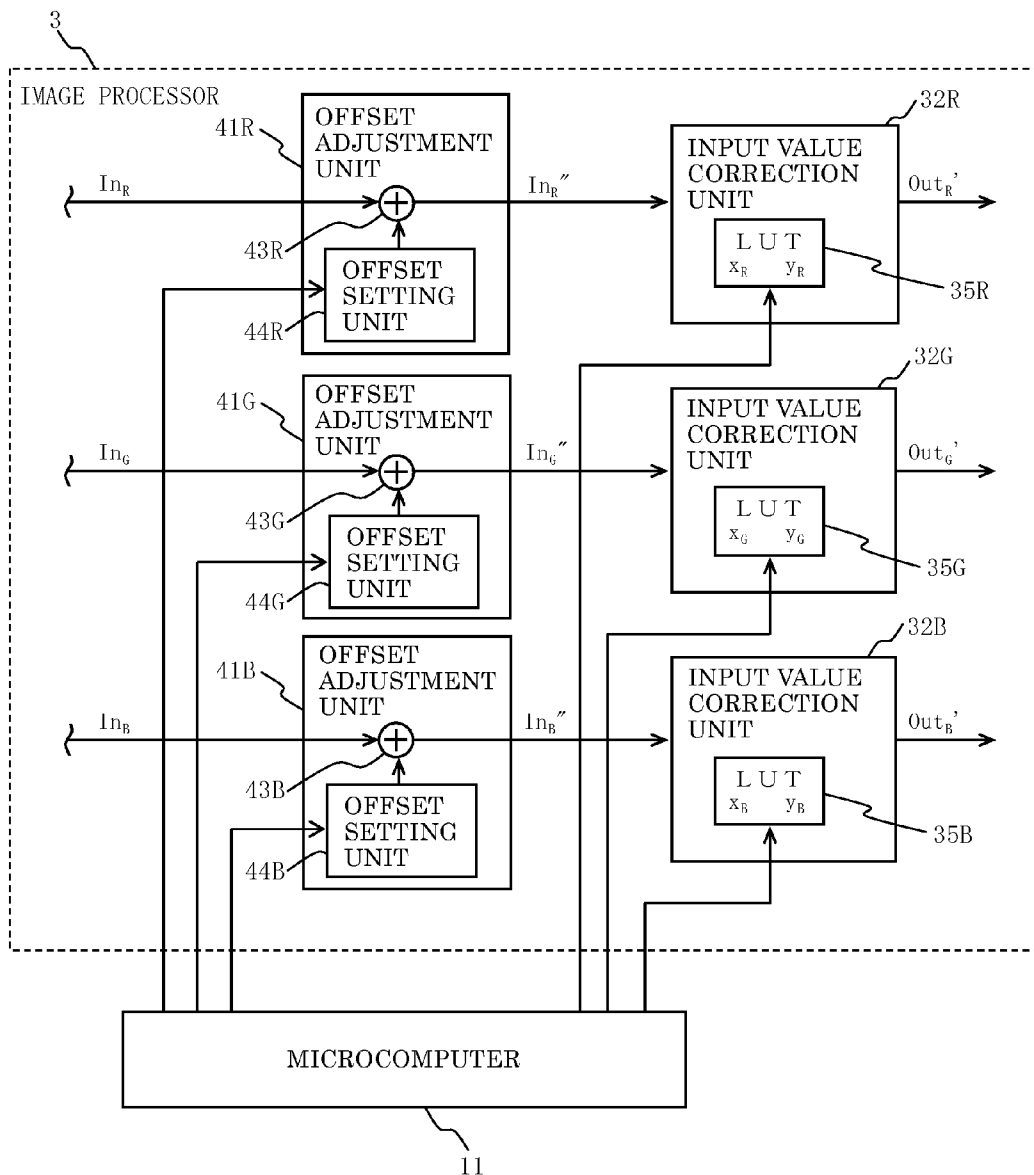 3
IMAGE PROCESSOR
41R
OFFSET
ADJUSTMENT
UNIT
32R
INPUT VALUE
CORRECTION
UNIT
In_R
In_R″
Out_R'
43R
OFFSET
SETTING
UNIT
44R
LUT
x_R y_R
35R
41G
OFFSET
ADJUSTMENT
UNIT
32G
INPUT VALUE
CORRECTION
UNIT
In_G
In_G″
Out_G'
43G
OFFSET
SETTING
UNIT
44G
LUT
x_G y_G
35G
41B
OFFSET
ADJUSTMENT
UNIT
32B
INPUT VALUE
CORRECTION
UNIT
In_B
In_B″
Out_B'
43B
OFFSET
SETTING
UNIT
44B
LUT
x_B y_B
35B
MICROCOMPUTER
11